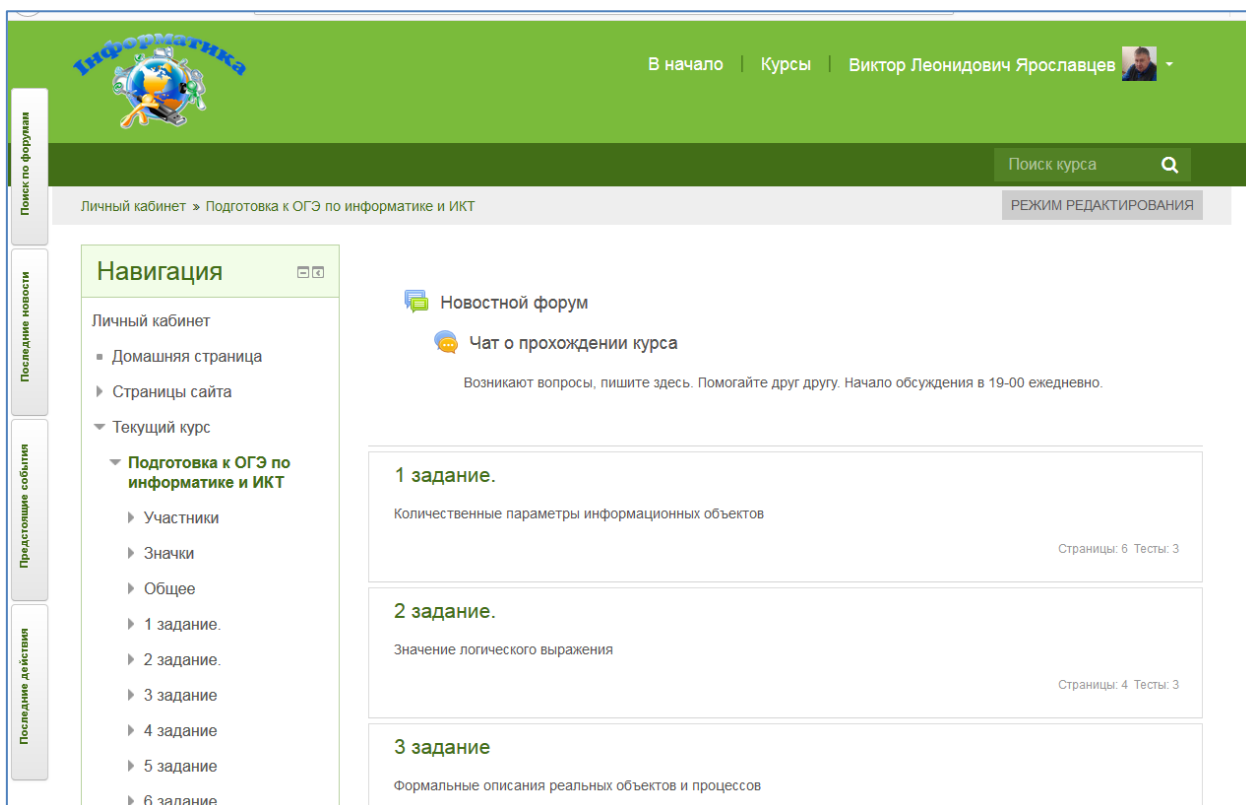 Інформатика
В начало
Курсы
Виктор Леонидович Ярославцев
Поиск курса
Личный кабинет » Подготовка к ОГЭ по информатике и ИКТ
РЕЖИМ РЕДАКТИРОВАНИЯ
Поиск по форумам
Последние новости
Предстоящие события
Последние действия
Навигация
Личный кабинет
Домашняя страница
Страницы сайта
Текущий курс
Подготовка к ОГЭ по
информатике и ИКТ
Участники
Значки
Общее
1 задание.
2 задание.
3 задание
4 задание
5 задание
6 задание
Новостной форум
Чат о прохождении курса
Возникают вопросы, пишите здесь. Помогайте друг другу. Начало обсуждения в 19-00 ежедневно.
1 задание.
Количественные параметры информационных объектов
Страницы: 6 Тесты: 3
2 задание.
Значение логического выражения
Страницы: 4 Тесты: 3
3 задание
Формальные описания реальных объектов и процессов